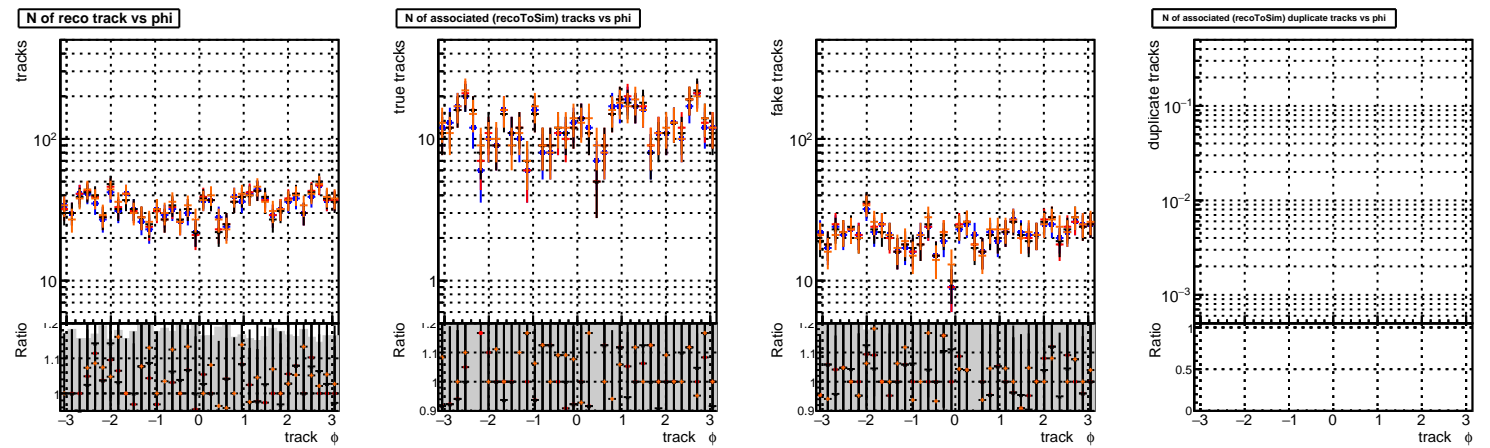 N of reco track vs phi
tracks
10²
10
Ratio
1.2
1.1
1
−3 −2 −1 0 1 2 3
track ϕ
N of associated (recoToSim) tracks vs phi
true tracks
10
1
Ratio
1.2
1.1
1
0.9
−3 −2 −1 0 1 2 3
track ϕ
fake tracks
10²
10
Ratio
1.2
1.1
1
0.9
−3 −2 −1 0 1 2 3
track ϕ
N of associated (recoToSim) duplicate tracks vs phi
duplicate tracks
10⁻¹
10⁻²
10⁻³
Ratio
1
0.5
0
−3 −2 −1 0 1 2 3
track ϕ